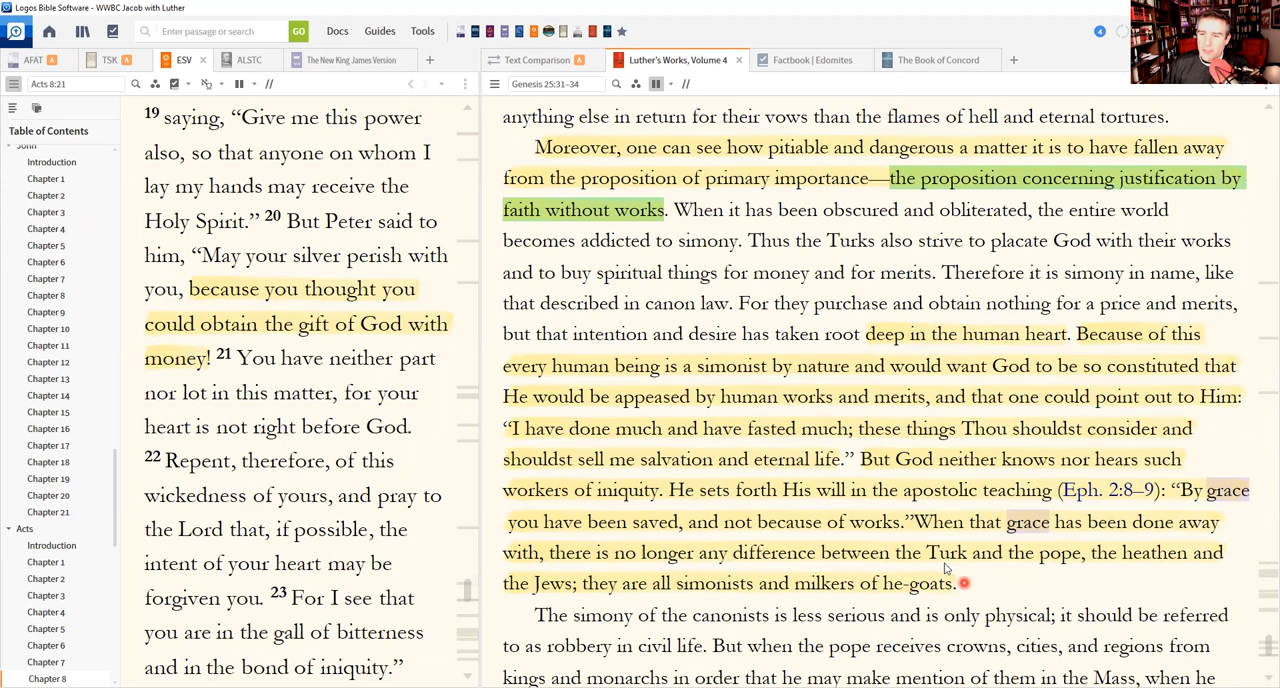 Logos Bible Software - WWBC Jacob with Luther
Enter passage or search
GO
Docs
Guides
Tools
4
AFAT A
TSK A
ESV
ALSTC
The New King James Version
Text Comparison A
Luther's Works, Volume 4
Factbook | Edomites
The Book of Concord
Acts 8:21
Genesis 25:31–34
Table of Contents
John
Introduction
Chapter 1
Chapter 2
Chapter 3
Chapter 4
Chapter 5
Chapter 6
Chapter 7
Chapter 8
Chapter 9
Chapter 10
Chapter 11
Chapter 12
Chapter 13
Chapter 14
Chapter 15
Chapter 16
Chapter 17
Chapter 18
Chapter 19
Chapter 20
Chapter 21
Acts
Introduction
Chapter 1
Chapter 2
Chapter 3
Chapter 4
Chapter 5
Chapter 6
Chapter 7
Chapter 8
19 saying, “Give me this power
also, so that anyone on whom I
lay my hands may receive the
Holy Spirit.” 20 But Peter said to
him, “May your silver perish with
you, because you thought you
could obtain the gift of God with
money! 21 You have neither part
nor lot in this matter, for your
heart is not right before God.
22 Repent, therefore, of this
wickedness of yours, and pray to
the Lord that, if possible, the
intent of your heart may be
forgiven you. 23 For I see that
you are in the gall of bitterness
and in the bond of iniquity.”
anything else in return for their vows than the flames of hell and eternal tortures.
Moreover, one can see how pitiable and dangerous a matter it is to have fallen away
from the proposition of primary importance—the proposition concerning justification by
faith without works. When it has been obscured and obliterated, the entire world
becomes addicted to simony. Thus the Turks also strive to placate God with their works
and to buy spiritual things for money and for merits. Therefore it is simony in name, like
that described in canon law. For they purchase and obtain nothing for a price and merits,
but that intention and desire has taken root deep in the human heart. Because of this
every human being is a simonist by nature and would want God to be so constituted that
He would be appeased by human works and merits, and that one could point out to Him:
“I have done much and have fasted much; these things Thou shouldst consider and
shouldst sell me salvation and eternal life.” But God neither knows nor hears such
workers of iniquity. He sets forth His will in the apostolic teaching (Eph. 2:8–9): “By grace
you have been saved, and not because of works.”When that grace has been done away
with, there is no longer any difference between the Turk and the pope, the heathen and
the Jews; they are all simonists and milkers of he-goats.
The simony of the canonists is less serious and is only physical; it should be referred
to as robbery in civil life. But when the pope receives crowns, cities, and regions from
kings and monarchs in order that he may make mention of them in the Mass, when he